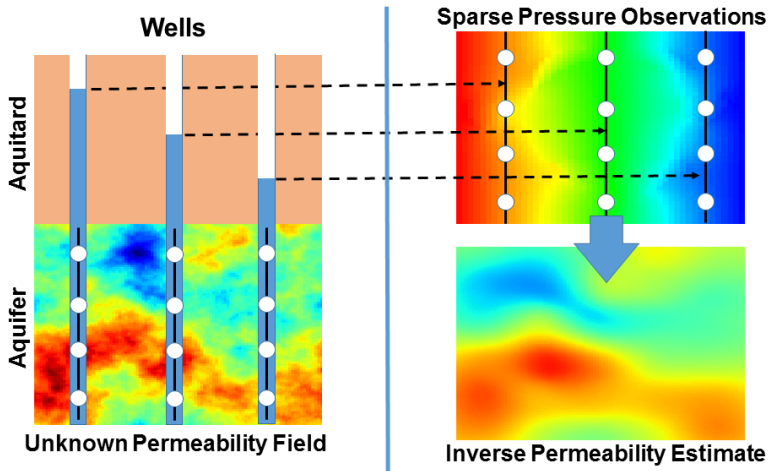 Wells
Aquitard
Aquifer
Unknown Permeability Field
Sparse Pressure Observations
Inverse Permeability Estimate